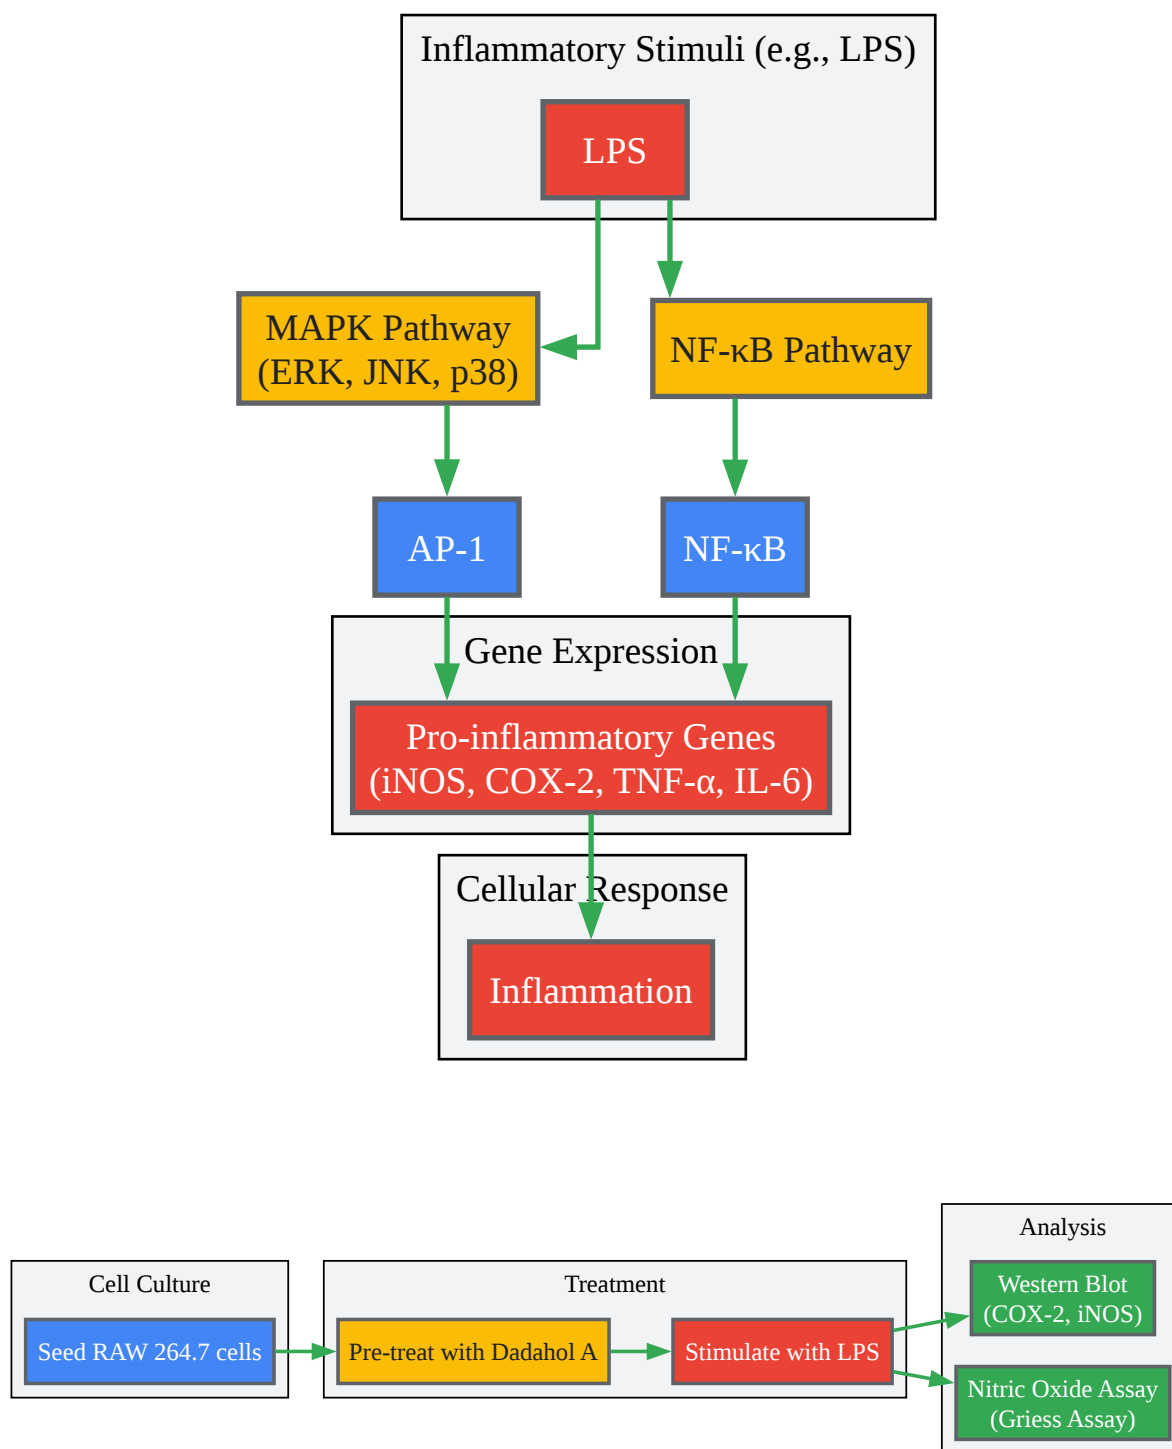 Inflammatory Stimuli (e.g., LPS)
LPS
MAPK Pathway
(ERK, JNK, p38)
NF-κB Pathway
AP-1
NF-κB
Gene Expression
Pro-inflammatory Genes
(iNOS, COX-2, TNF-α, IL-6)
Cellular Response
Inflammation
Cell Culture
Seed RAW 264.7 cells
Treatment
Pre-treat with Dadahol A
Stimulate with LPS
Analysis
Western Blot
(COX-2, iNOS)
Nitric Oxide Assay
(Griess Assay)